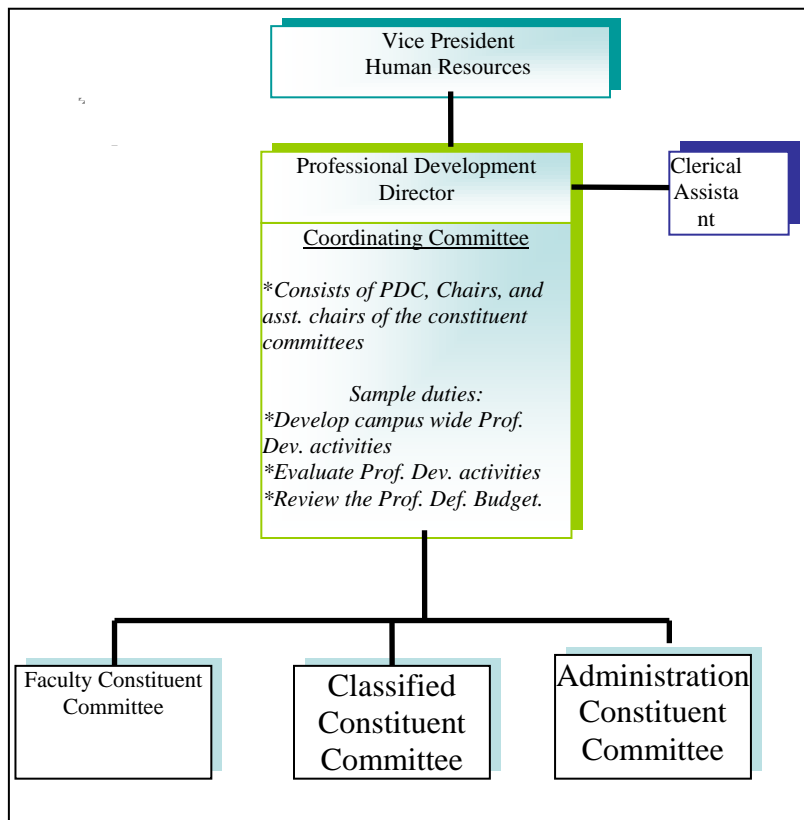 Vice President
Human Resources
Professional Development
Director
Clerical
Assista
nt
Coordinating Committee
*Consists of PDC, Chairs, and
asst. chairs of the constituent
committees
Sample duties:
*Develop campus wide Prof.
Dev. activities
*Evaluate Prof. Dev. activities
*Review the Prof. Def. Budget.
Faculty Constituent
Committee
Classified
Constituent
Committee
Administration
Constituent
Committee